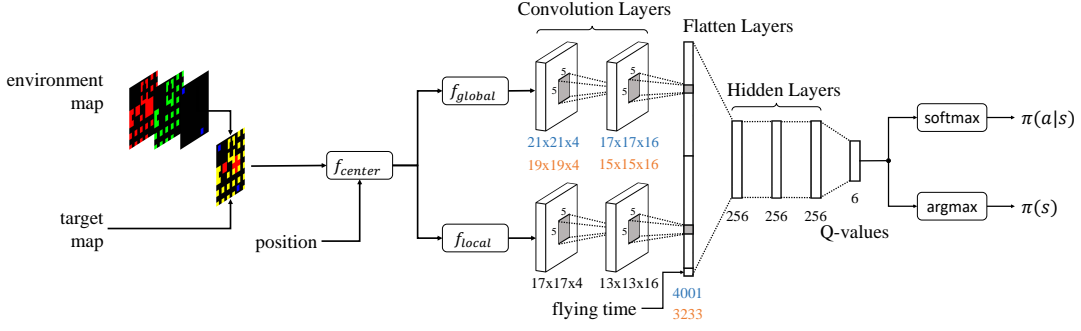 Convolution Layers
Flatten Layers
environment
map
f_global
5
5
5
5
21x21x4
17x17x16
19x19x4
15x15x16
Hidden Layers
softmax
π(a|s)
f_center
target
map
position
f_local
5
5
5
5
17x17x4
13x13x16
flying time
4001
3233
256
256
256
6
Q-values
argmax
π(s)